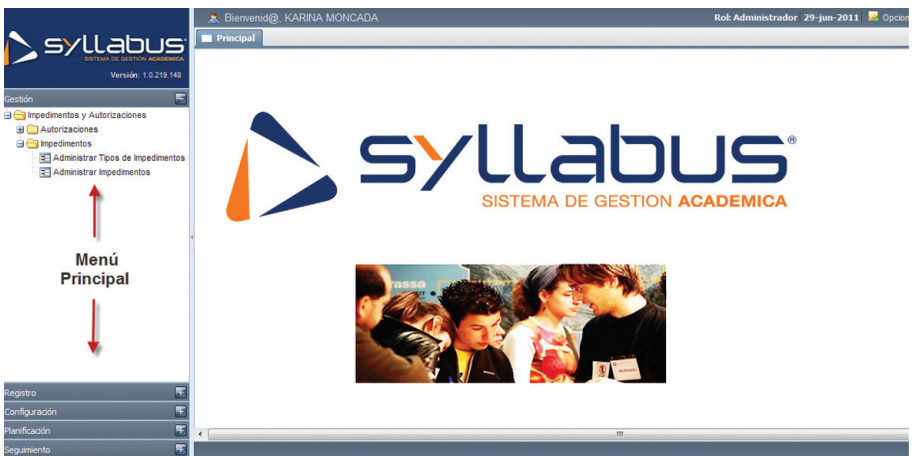 Bienvenid@, KARINA MONCADA
Rol: Administrador 29-jun-2011 Opcion
syllabus
SISTEMA DE GESTIÓN ACADEMICA
Versión: 1.0.219.148
Principal
Gestión
Impedimentos y Autorizaciones
Autorizaciones
Impedimentos
Administrar Tipos de Impedimentos
Administrar Impedimentos
Menú
Principal
Registro
Configuración
Planificación
Seguimiento
syllabus®
SISTEMA DE GESTION ACADEMICA
rassa